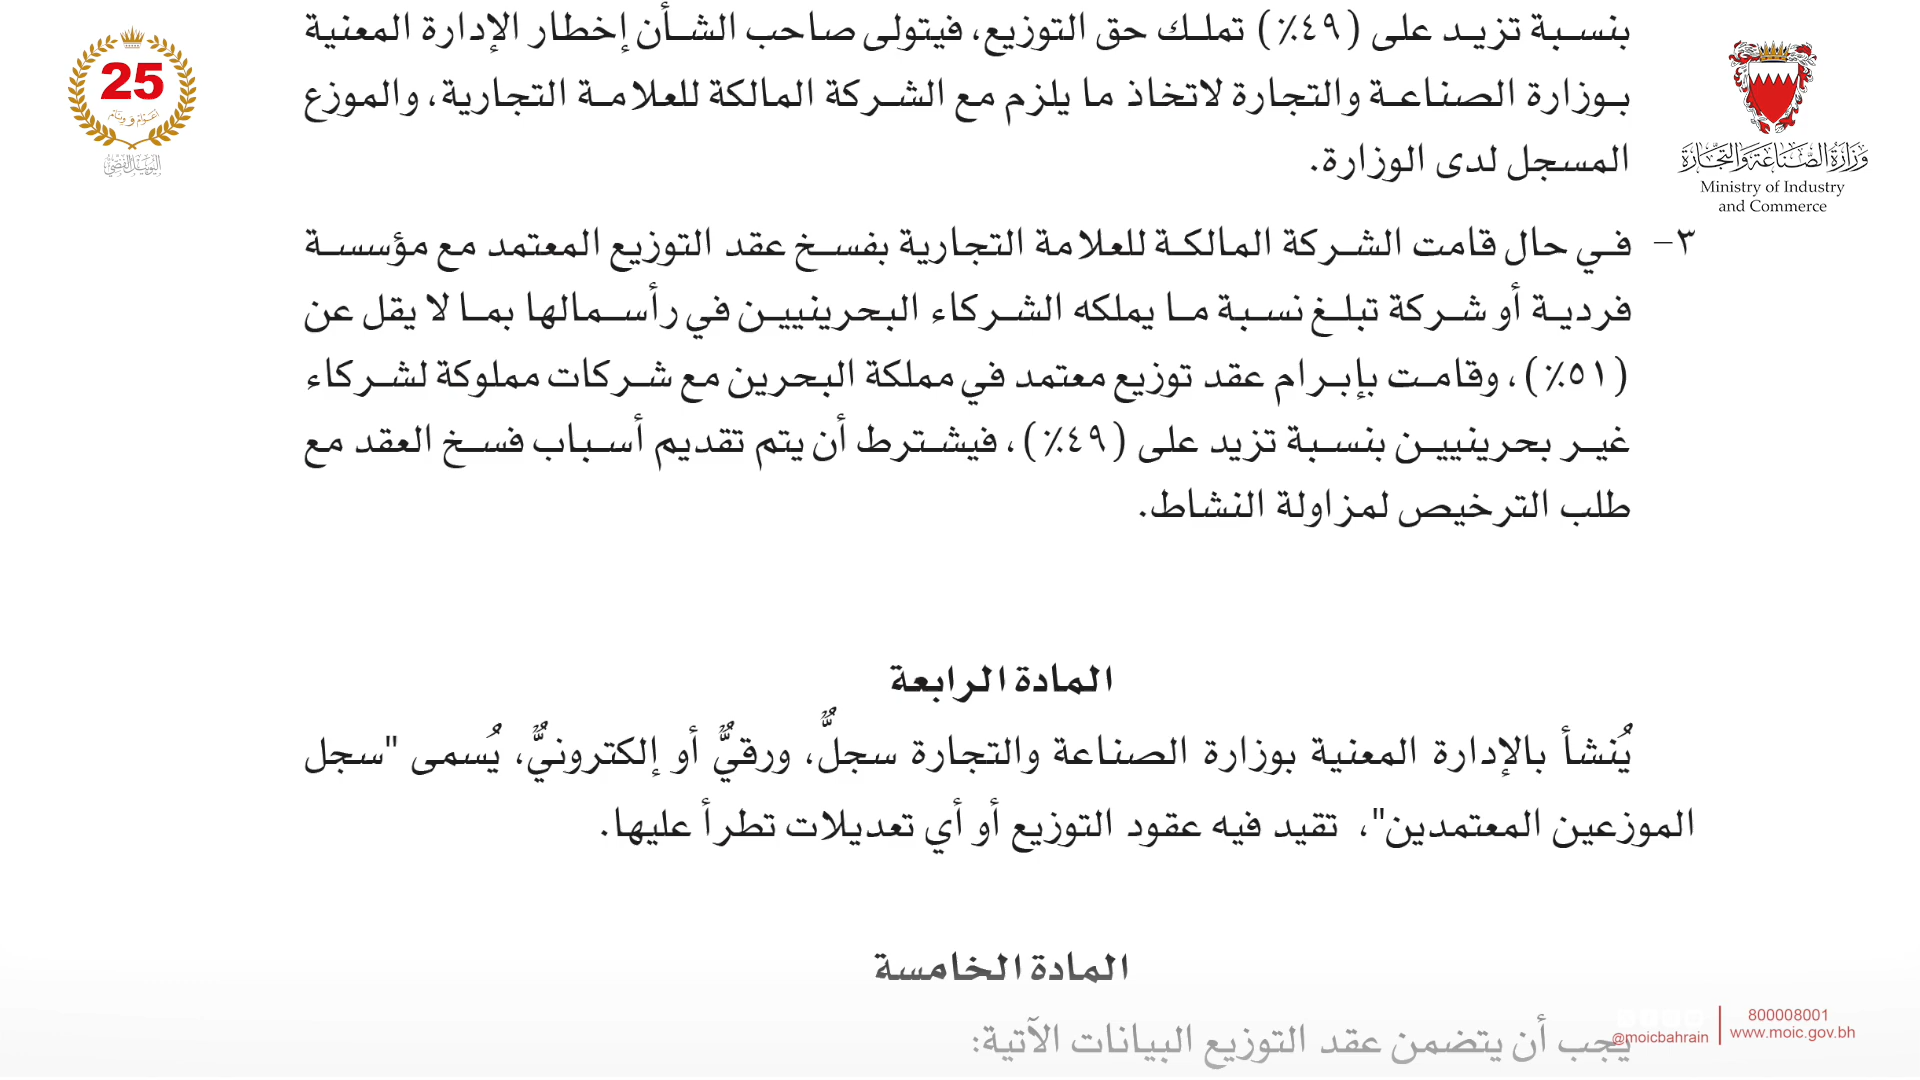 25
أعوام و وئام
اليوبيل الفضي
وزارة الصناعة والتجارة
Ministry of Industry
and Commerce
بنسبة تزيد على (٤٩٪) تملك حق التوزيع، فيتولى صاحب الشأن إخطار الإدارة المعنية
بوزارة الصناعة والتجارة لاتخاذ ما يلزم مع الشركة المالكة للعلامة التجارية، والموزع
المسجل لدى الوزارة.
٣- في حال قامت الشركة المالكة للعلامة التجارية بفسخ عقد التوزيع المعتمد مع مؤسسة
فردية أو شركة تبلغ نسبة ما يملكه الشركاء البحرينيين في رأسمالها بما لا يقل عن
(٥١٪)، وقامت بإبرام عقد توزيع معتمد في مملكة البحرين مع شركات مملوكة لشركاء
غير بحرينيين بنسبة تزيد على (٤٩٪)، فيشترط أن يتم تقديم أسباب فسخ العقد مع
طلب الترخيص لمزاولة النشاط.
المادة الرابعة
يُنشأ بالإدارة المعنية بوزارة الصناعة والتجارة سجلٌّ، ورقيٌّ أو إلكترونيٌّ، يُسمى "سجل
الموزعين المعتمدين"، تقيد فيه عقود التوزيع أو أي تعديلات تطرأ عليها.
المادة الخامسة
يجب أن يتضمن عقد التوزيع البيانات الآتية:
@moicbahrain
800008001
www.moic.gov.bh